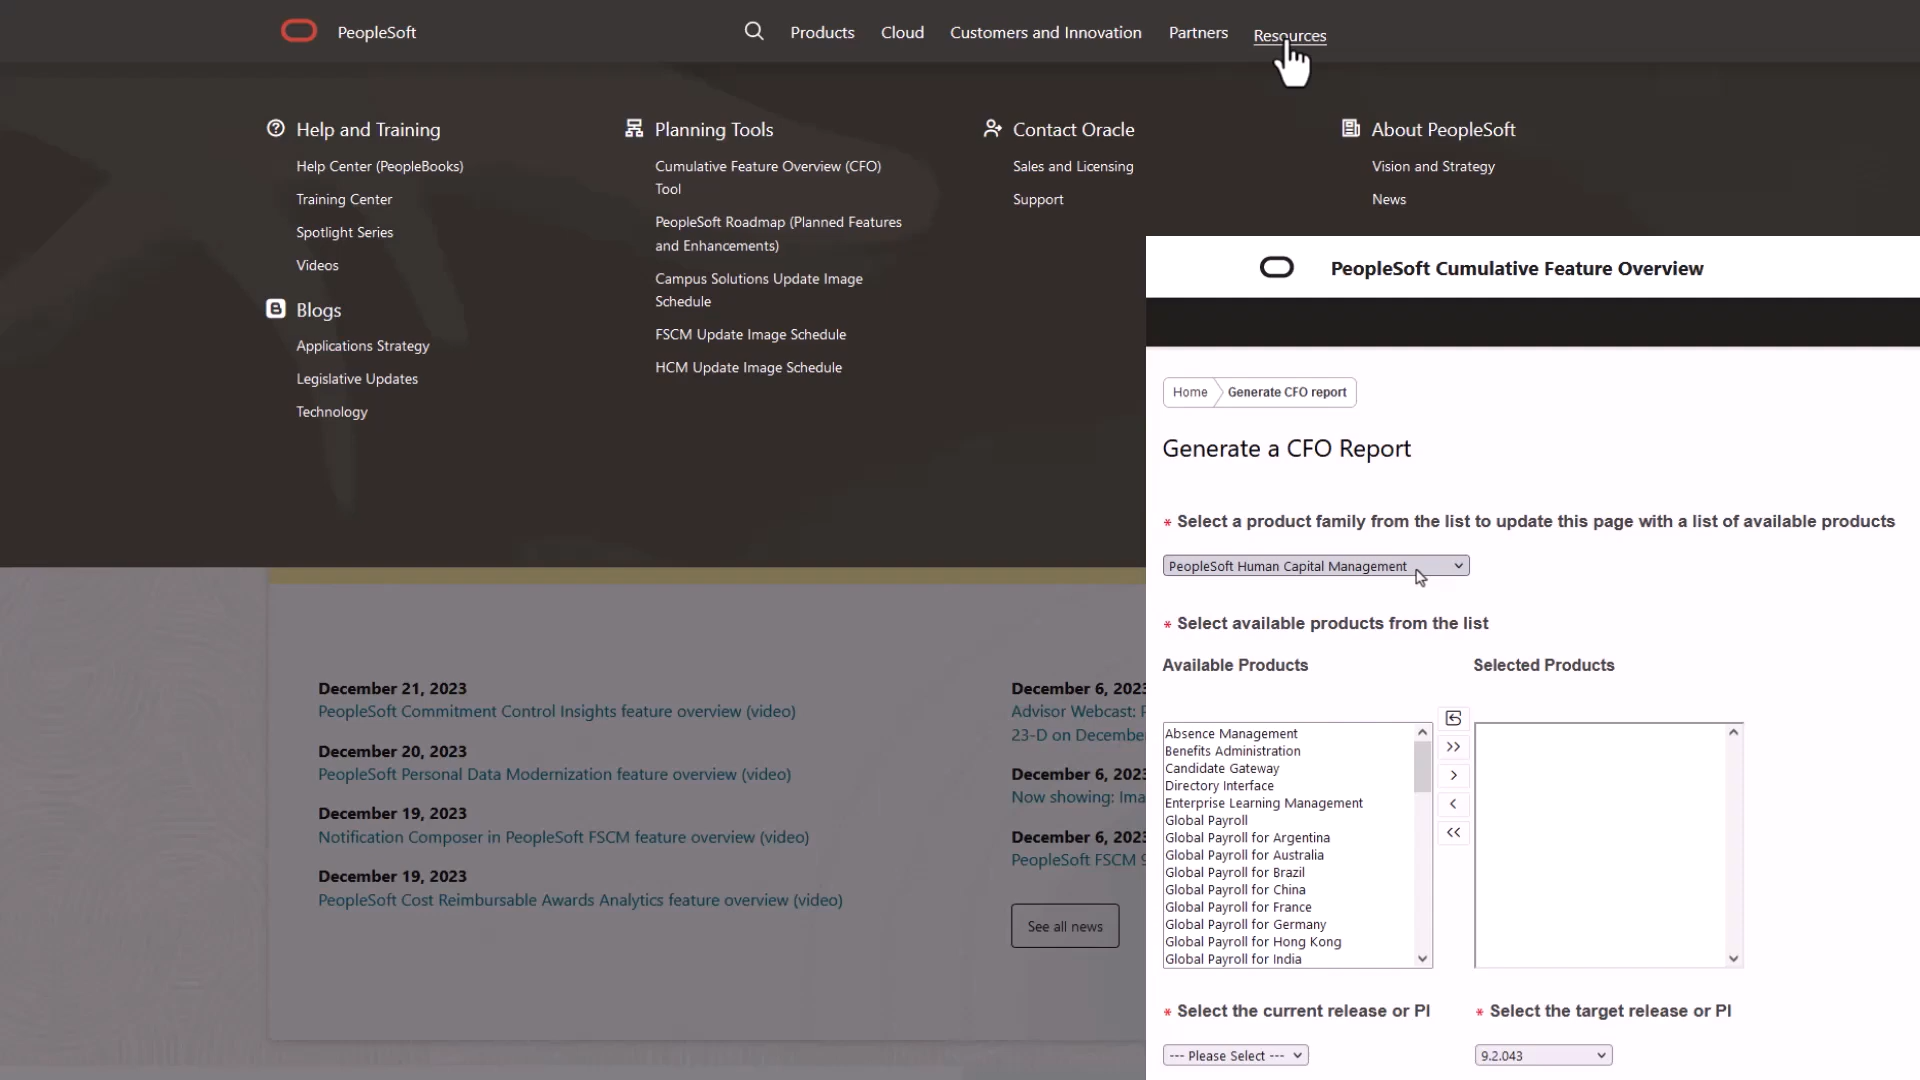 PeopleSoft
Products
Cloud
Customers and Innovation
Partners
Resources
Help and Training
Help Center (PeopleBooks)
Training Center
Spotlight Series
Videos
Blogs
Applications Strategy
Legislative Updates
Technology
Planning Tools
Cumulative Feature Overview (CFO)
Tool
PeopleSoft Roadmap (Planned Features
and Enhancements)
Campus Solutions Update Image
Schedule
FSCM Update Image Schedule
HCM Update Image Schedule
Contact Oracle
Sales and Licensing
Support
About PeopleSoft
Vision and Strategy
News
December 21, 2023
PeopleSoft Commitment Control Insights feature overview (video)
December 20, 2023
PeopleSoft Personal Data Modernization feature overview (video)
December 19, 2023
Notification Composer in PeopleSoft FSCM feature overview (video)
December 19, 2023
PeopleSoft Cost Reimbursable Awards Analytics feature overview (video)
December 6, 2023
Advisor Webcast:
23-D on
December 6, 2023
Now showing:
December 6, 2023
PeopleSoft FSCM
See all news
PeopleSoft Cumulative Feature Overview
Home
Generate CFO report
Generate a CFO Report
* Select a product family from the list to update this page with a list of available products
PeopleSoft Human Capital Management
* Select available products from the list
Available Products
Selected Products
Absence Management
Benefits Administration
Candidate Gateway
Directory Interface
Enterprise Learning Management
Global Payroll
Global Payroll for Argentina
Global Payroll for Australia
Global Payroll for Brazil
Global Payroll for China
Global Payroll for France
Global Payroll for Germany
Global Payroll for Hong Kong
Global Payroll for India
* Select the current release or PI
* Select the target release or PI
--- Please Select ---
9.2.043